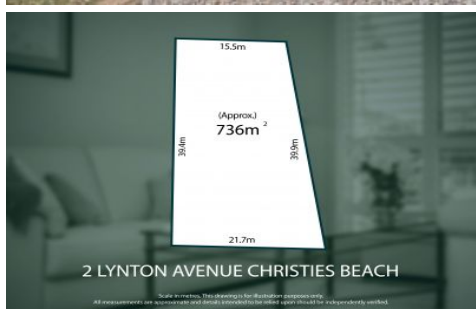 15.5m
(Approx.)
736m 2
39.4m
39.9m
21.7m
2 LYNTON AVENUE CHRISTIES BEACH
Scale in metres. This drawing is for illustration purposes only.
All measurements are approximate and details intended to be relied upon should be independently verified.